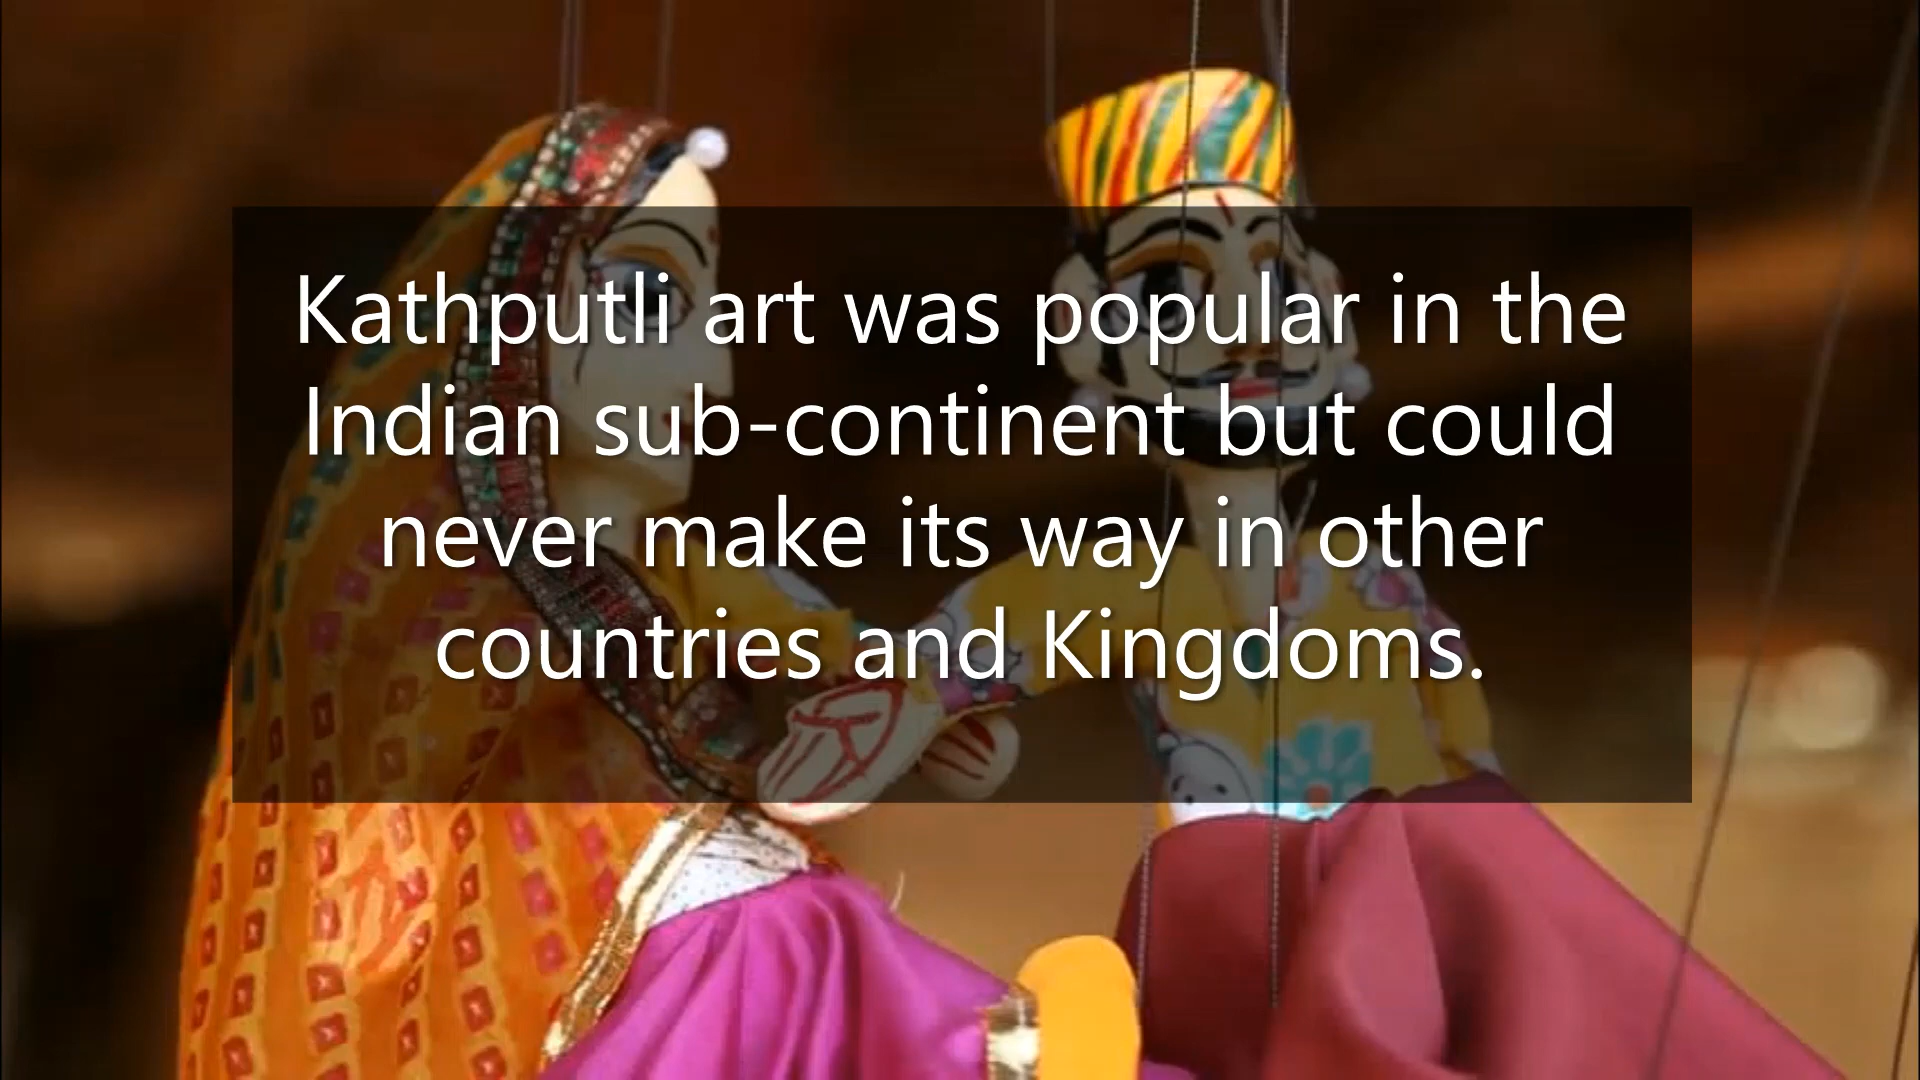 Kathputli art was popular in the
Indian sub-continent but could
never make its way in other
countries and Kingdoms.